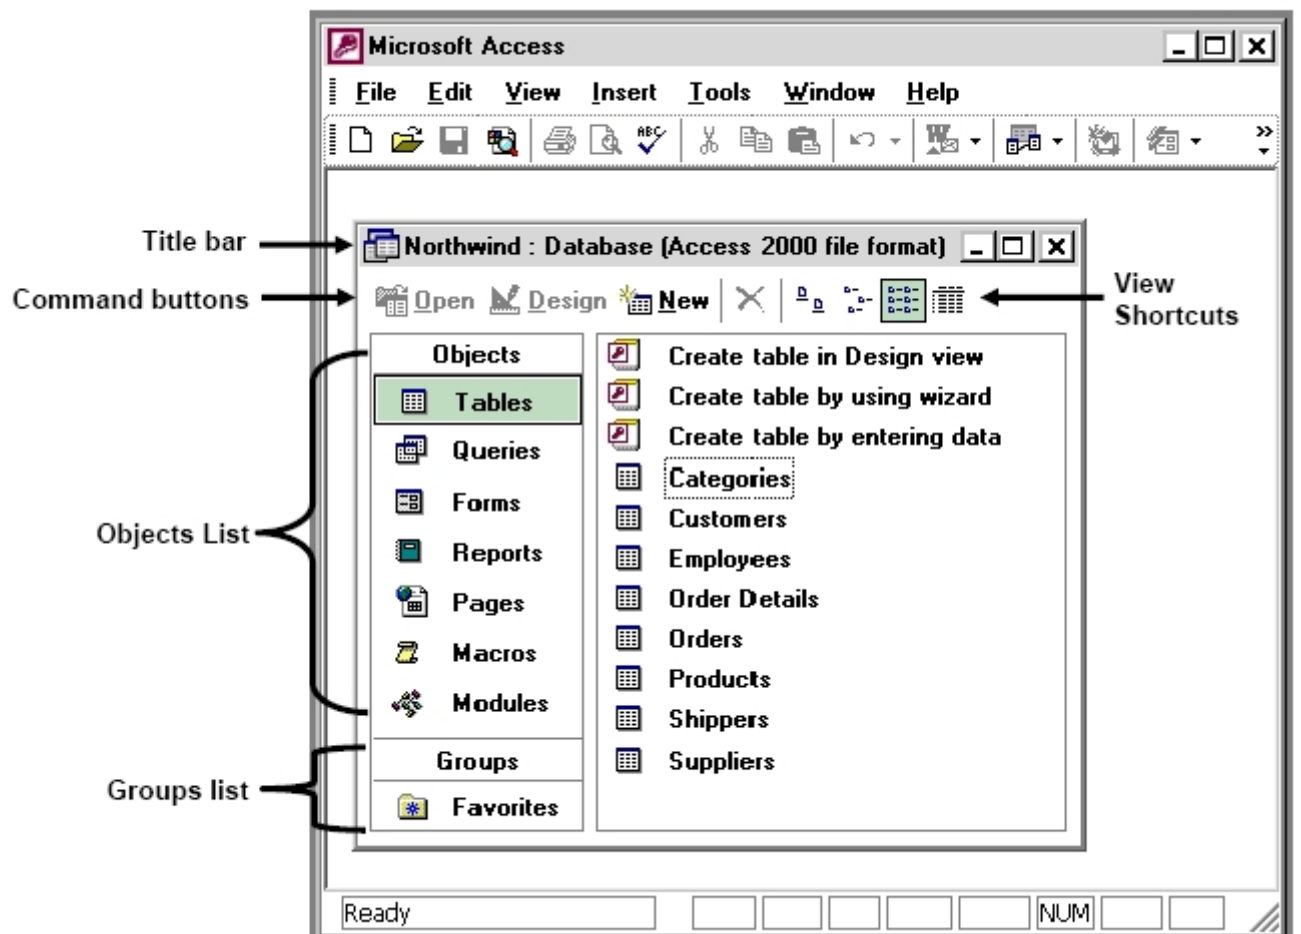 Microsoft Access
File Edit View Insert Tools Window Help
ABC
W
Title bar
Northwind : Database (Access 2000 file format)
Command buttons
Open Design New
View
Shortcuts
Objects
Tables
Queries
Forms
Reports
Pages
Macros
Modules
Objects List
Groups
Favorites
Groups list
Create table in Design view
Create table by using wizard
Create table by entering data
Categories
Customers
Employees
Order Details
Orders
Products
Shippers
Suppliers
Ready
NUM